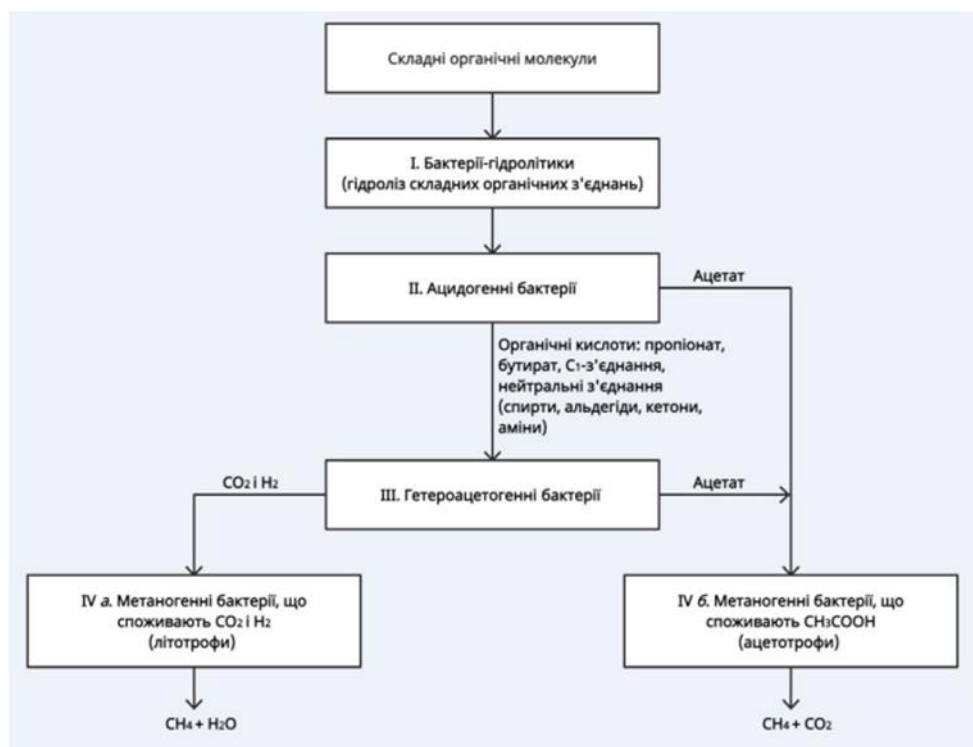 Складні органічні молекули
I. Бактерії-гідролітики
(гідроліз складних органічних з'єднань)
II. Ацидогенні бактерії
Ацетат
Органічні кислоти: пропіонат,
бутират, C₁-з'єднання,
нейтральні з'єднання
(спирти, альдегіди, кетони,
аміни)
CO₂ і H₂
III. Гетероацетогенні бактерії
Ацетат
IV а. Метаногенні бактерії, що
споживають CO₂ і H₂
(літотрофи)
IV б. Метаногенні бактерії, що
споживають CH₃COOH
(ацетотрофи)
CH₄ + H₂O
CH₄ + CO₂